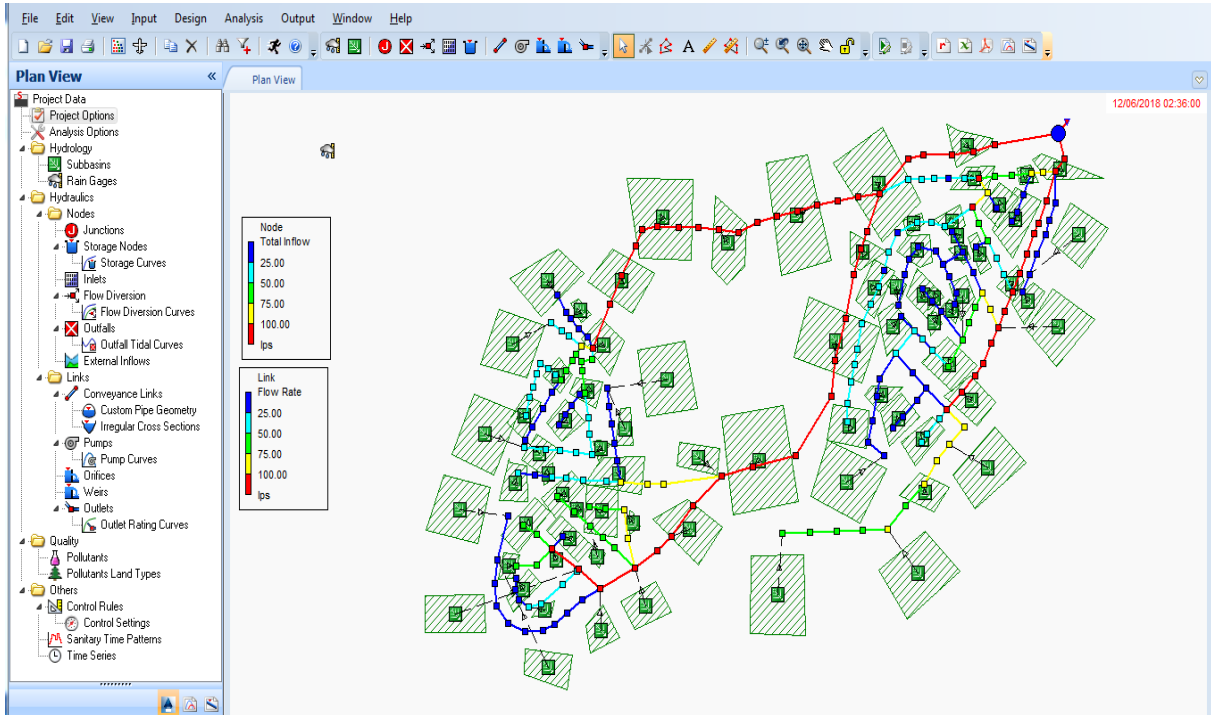 File Edit View Input Design Analysis Output Window Help
Plan View «
Plan View
12/06/2018 02:36:00
Project Data
Project Options
Analysis Options
Hydrology
Subbasins
Rain Gages
Hydraulics
Nodes
Junctions
Storage Nodes
Storage Curves
Inlets
Flow Diversion
Flow Diversion Curves
Outfalls
Outfall Tidal Curves
External Inflows
Links
Conveyance Links
Custom Pipe Geometry
Irregular Cross Sections
Pumps
Pump Curves
Orifices
Weirs
Outlets
Outlet Rating Curves
Quality
Pollutants
Pollutants Land Types
Others
Control Rules
Control Settings
Sanitary Time Patterns
Time Series
Node
Total Inflow
25.00
50.00
75.00
100.00
lps
Link
Flow Rate
25.00
50.00
75.00
100.00
lps